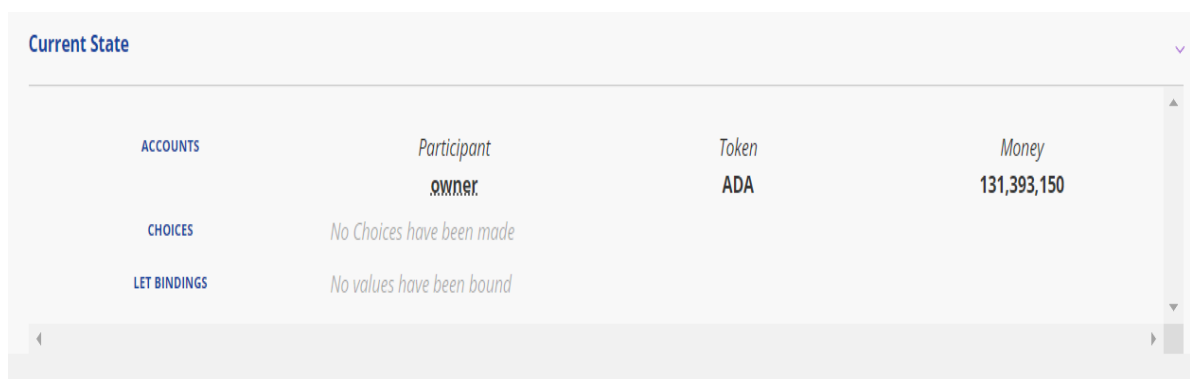 Current State
ACCOUNTS Participant Token Money
owner ADA 131,393,150
CHOICES No Choices have been made
LET BINDINGS No values have been bound